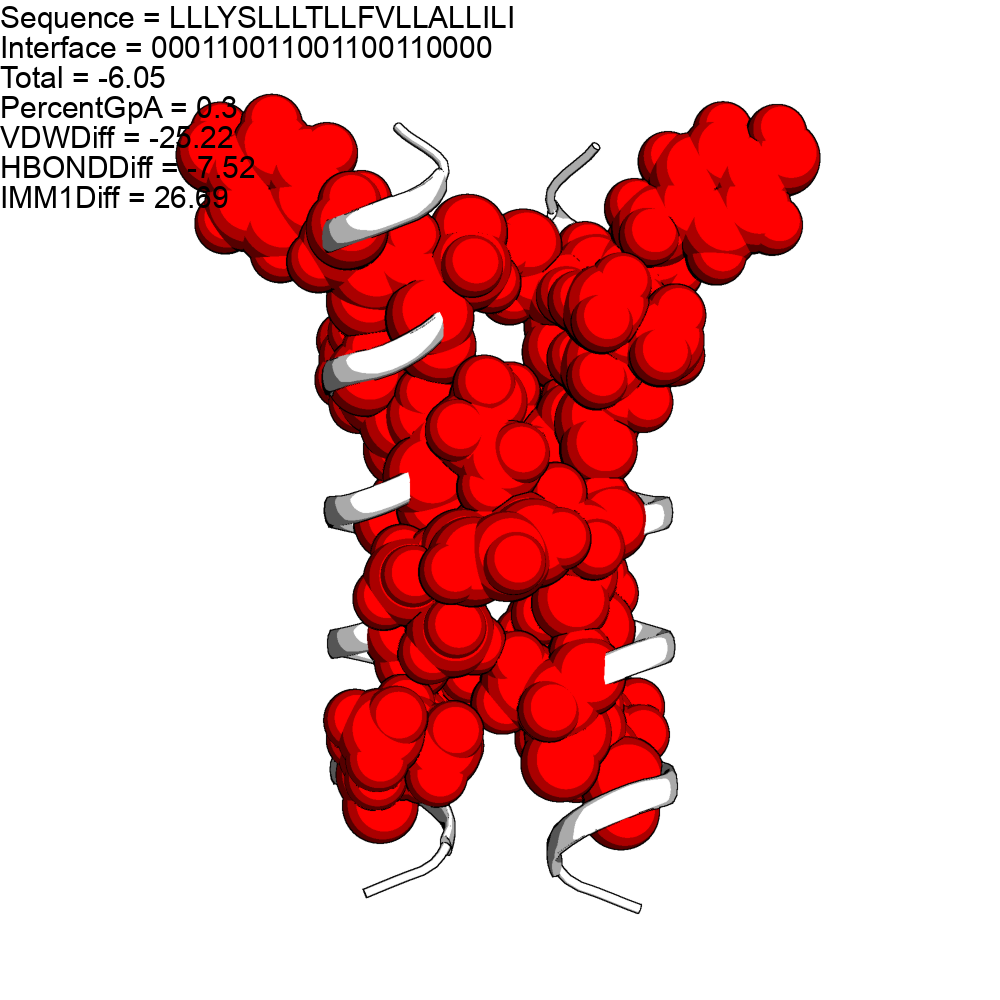 Sequence = LLLYSLLLTLLFVLLALLILI
Interface = 000110011001100110000
Total = -6.05
PercentGpA = 0.3
VDWDiff = -25.22
HBONDDiff = -7.52
IMM1Diff = 26.69